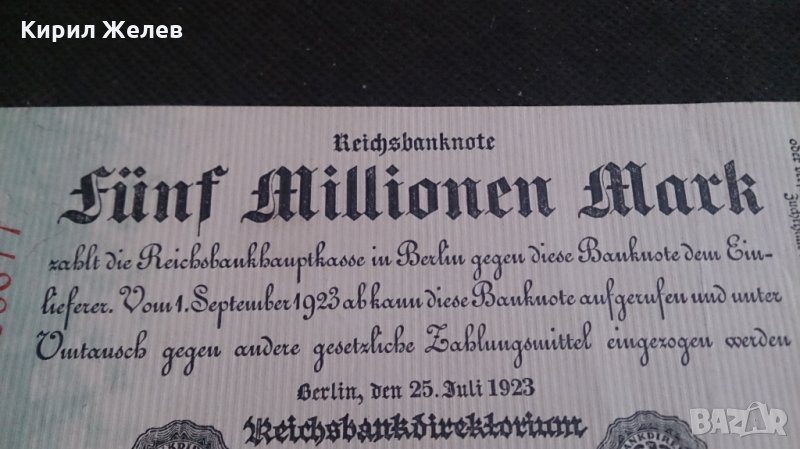 Кирил Желев
Reichsbanknote
Fünf Millionen Mark
zahlt die Reichsbankhauptkasse in Berlin gegen diese Banknote dem Ein-
lieferer. Vom 1. September 1923 ab kann diese Banknote aufgerufen und unter
Umtausch gegen andere gesetzliche Zahlungsmittel eingezogen werden
Berlin, den 25. Juli 1923
Reichsbankdirektorium
BAZAR